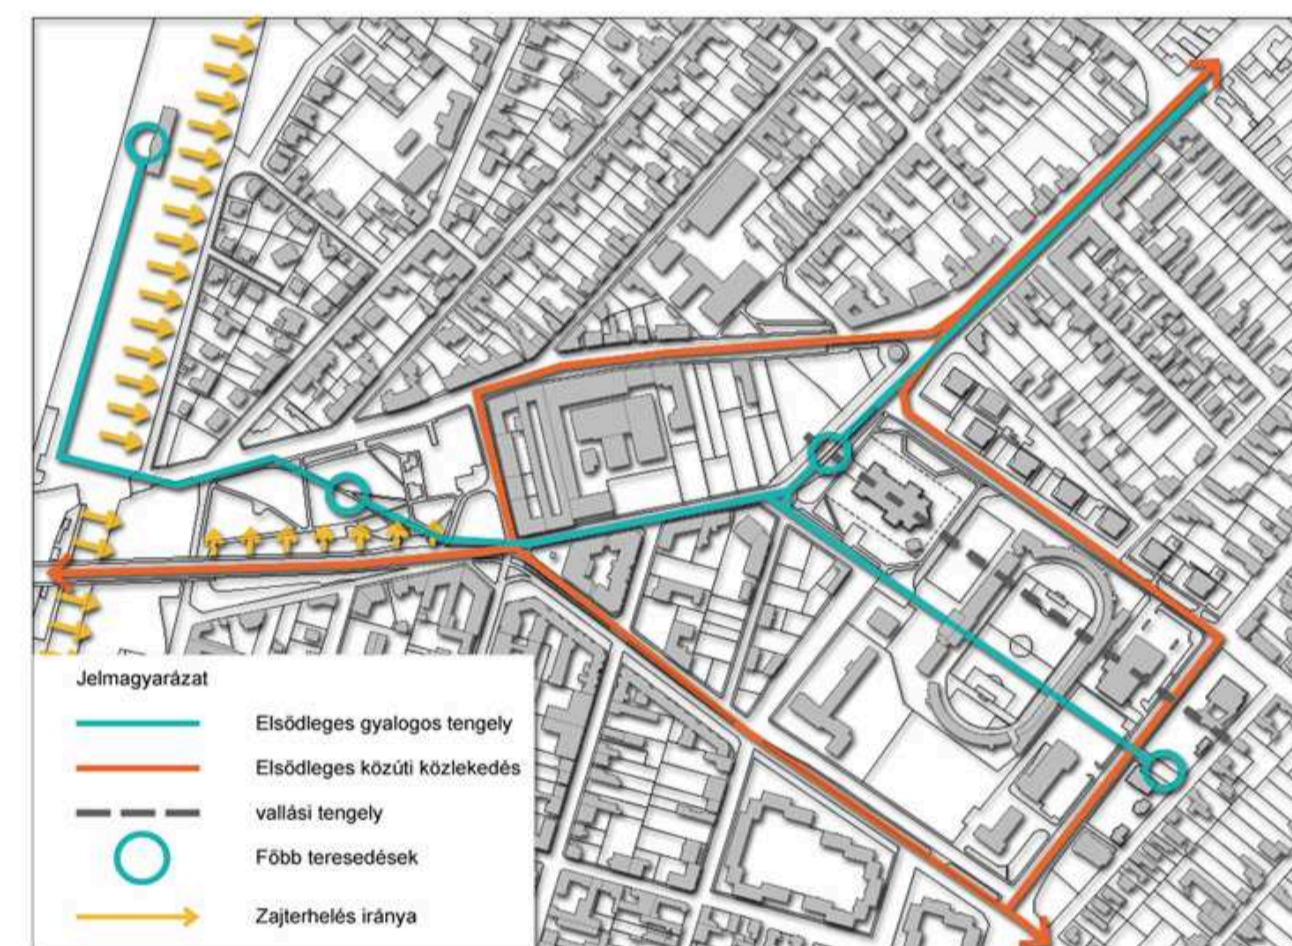 Jelmagyarázat
Elsődleges gyalogos tengely
Elsődleges közúti közlekedés
vallási tengely
Főbb teresedések
Zajterhelés iránya